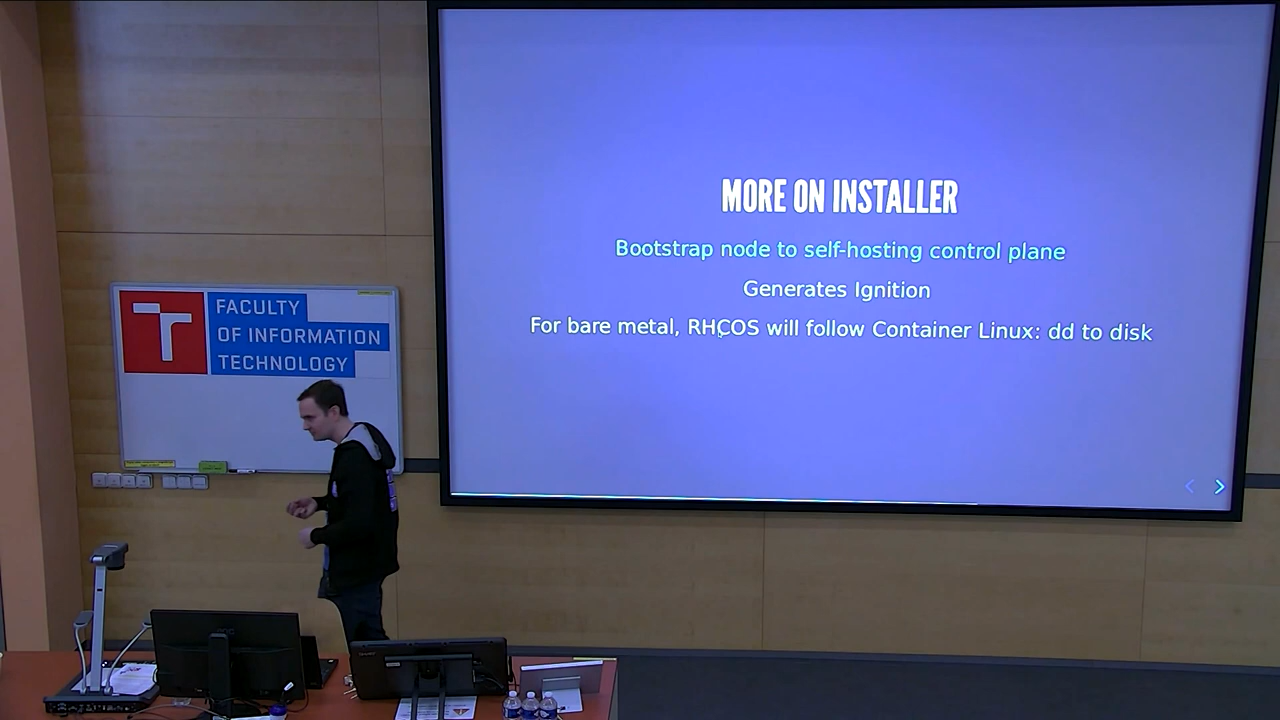 MORE ON INSTALLER
Bootstrap node to self-hosting control plane
Generates Ignition
For bare metal, RHCOS will follow Container Linux: dd to disk
FACULTY
OF INFORMATION
TECHNOLOGY